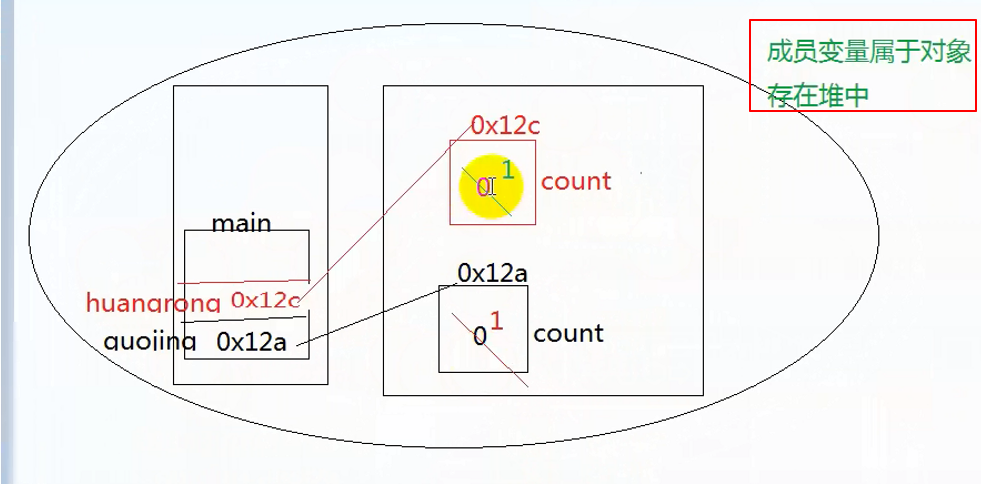 成员变量属于对象
存在堆中
0x12c
0 1
count
main
huangrong 0x12c
0x12a
guojing 0x12a
0 1
count